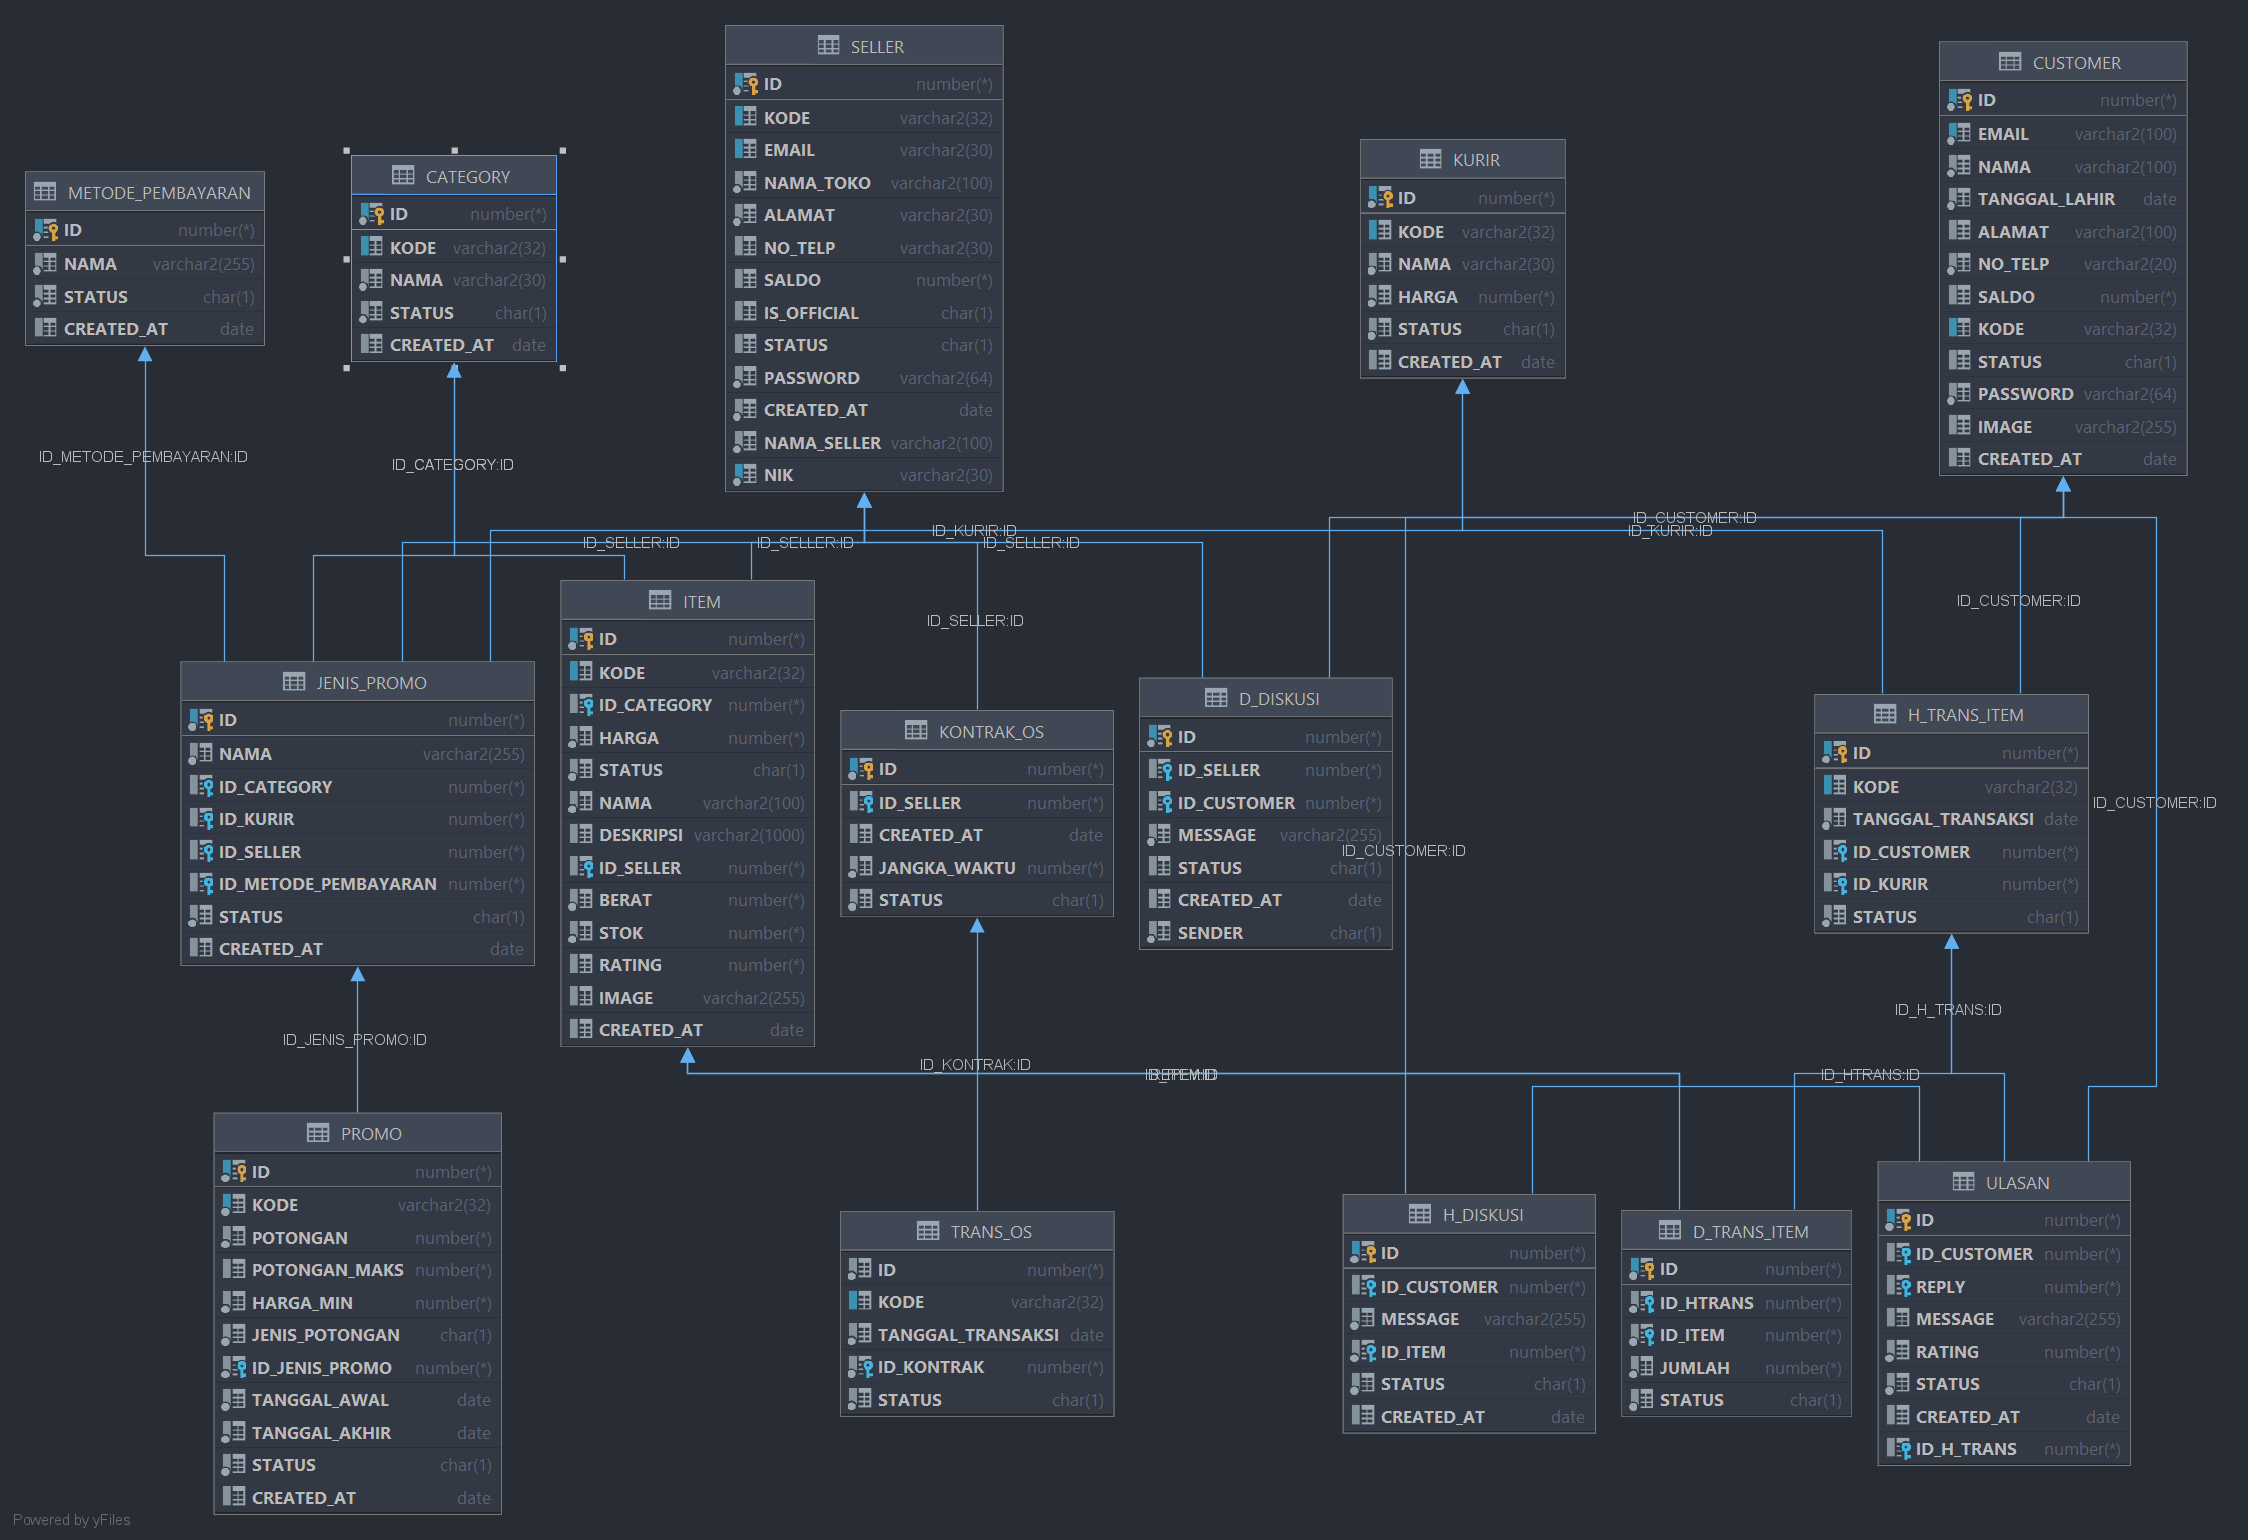 SELLER
ID number(*)
KODE varchar2(32)
EMAIL varchar2(30)
NAMA_TOKO varchar2(100)
ALAMAT varchar2(30)
NO_TELP varchar2(30)
SALDO number(*)
IS_OFFICIAL char(1)
STATUS char(1)
PASSWORD varchar2(64)
CREATED_AT date
NAMA_SELLER varchar2(100)
NIK varchar2(30)
CUSTOMER
ID number(*)
EMAIL varchar2(100)
NAMA varchar2(100)
TANGGAL_LAHIR date
ALAMAT varchar2(100)
NO_TELP varchar2(20)
SALDO number(*)
KODE varchar2(32)
STATUS char(1)
PASSWORD varchar2(64)
IMAGE varchar2(255)
CREATED_AT date
KURIR
ID number(*)
KODE varchar2(32)
NAMA varchar2(30)
HARGA number(*)
STATUS char(1)
CREATED_AT date
CATEGORY
ID number(*)
KODE varchar2(32)
NAMA varchar2(30)
STATUS char(1)
CREATED_AT date
METODE_PEMBAYARAN
ID number(*)
NAMA varchar2(255)
STATUS char(1)
CREATED_AT date
ID_METODE_PEMBAYARAN:ID
ID_CATEGORY:ID
ID_KURIR:ID
ID_SELLER:ID
ID_SELLER:ID
ID_SELLER:ID
ID_CUSTOMER:ID
ID_KURIR:ID
ID_CUSTOMER:ID
ID_SELLER:ID
ITEM
ID number(*)
KODE varchar2(32)
ID_CATEGORY number(*)
HARGA number(*)
STATUS char(1)
NAMA varchar2(100)
DESKRIPSI varchar2(1000)
ID_SELLER number(*)
BERAT number(*)
STOK number(*)
RATING number(*)
IMAGE varchar2(255)
CREATED_AT date
JENIS_PROMO
ID number(*)
NAMA varchar2(255)
ID_CATEGORY number(*)
ID_KURIR number(*)
ID_SELLER number(*)
ID_METODE_PEMBAYARAN number(*)
STATUS char(1)
CREATED_AT date
KONTRAK_OS
ID number(*)
ID_SELLER number(*)
CREATED_AT date
JANGKA_WAKTU number(*)
STATUS char(1)
D_DISKUSI
ID number(*)
ID_SELLER number(*)
ID_CUSTOMER number(*)
MESSAGE varchar2(255)
STATUS char(1)
CREATED_AT date
SENDER char(1)
ID_CUSTOMER:ID
H_TRANS_ITEM
ID number(*)
KODE varchar2(32)
TANGGAL_TRANSAKSI date
ID_CUSTOMER number(*)
ID_KURIR number(*)
STATUS char(1)
ID_CUSTOMER:ID
ID_JENIS_PROMO:ID
ID_KONTRAK:ID
ID_H_TRANS:ID
ID_HTRANS:ID
PROMO
ID number(*)
KODE varchar2(32)
POTONGAN number(*)
POTONGAN_MAKS number(*)
HARGA_MIN number(*)
JENIS_POTONGAN char(1)
ID_JENIS_PROMO number(*)
TANGGAL_AWAL date
TANGGAL_AKHIR date
STATUS char(1)
CREATED_AT date
TRANS_OS
ID number(*)
KODE varchar2(32)
TANGGAL_TRANSAKSI date
ID_KONTRAK number(*)
STATUS char(1)
H_DISKUSI
ID number(*)
ID_CUSTOMER number(*)
MESSAGE varchar2(255)
ID_ITEM number(*)
STATUS char(1)
CREATED_AT date
D_TRANS_ITEM
ID number(*)
ID_HTRANS number(*)
ID_ITEM number(*)
JUMLAH number(*)
STATUS char(1)
ULASAN
ID number(*)
ID_CUSTOMER number(*)
REPLY number(*)
MESSAGE varchar2(255)
RATING number(*)
STATUS char(1)
CREATED_AT date
ID_H_TRANS number(*)
Powered by yFiles